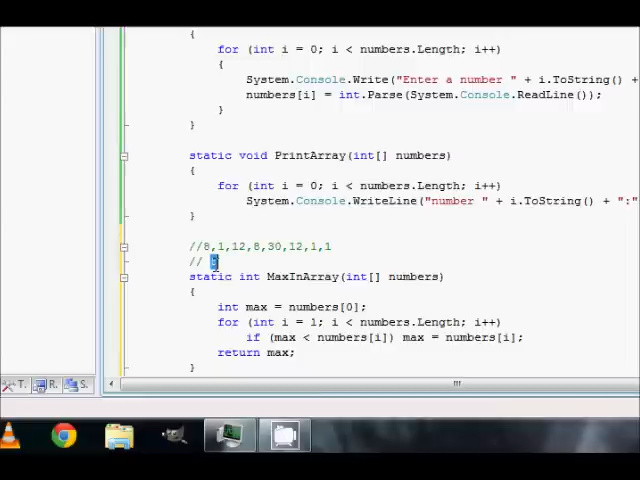 {
for (int i = 0; i < numbers.Length; i++)
{
System.Console.Write("Enter a number " + i.ToString() +
numbers[i] = int.Parse(System.Console.ReadLine());
}
}
static void PrintArray(int[] numbers)
{
for (int i = 0; i < numbers.Length; i++)
System.Console.WriteLine("number " + i.ToString() + ":"
}
//8,1,12,8,30,12,1,1
//
static int MaxInArray(int[] numbers)
{
int max = numbers[0];
for (int i = 1; i < numbers.Length; i++)
if (max < numbers[i]) max = numbers[i];
return max;
}
T. R. S.